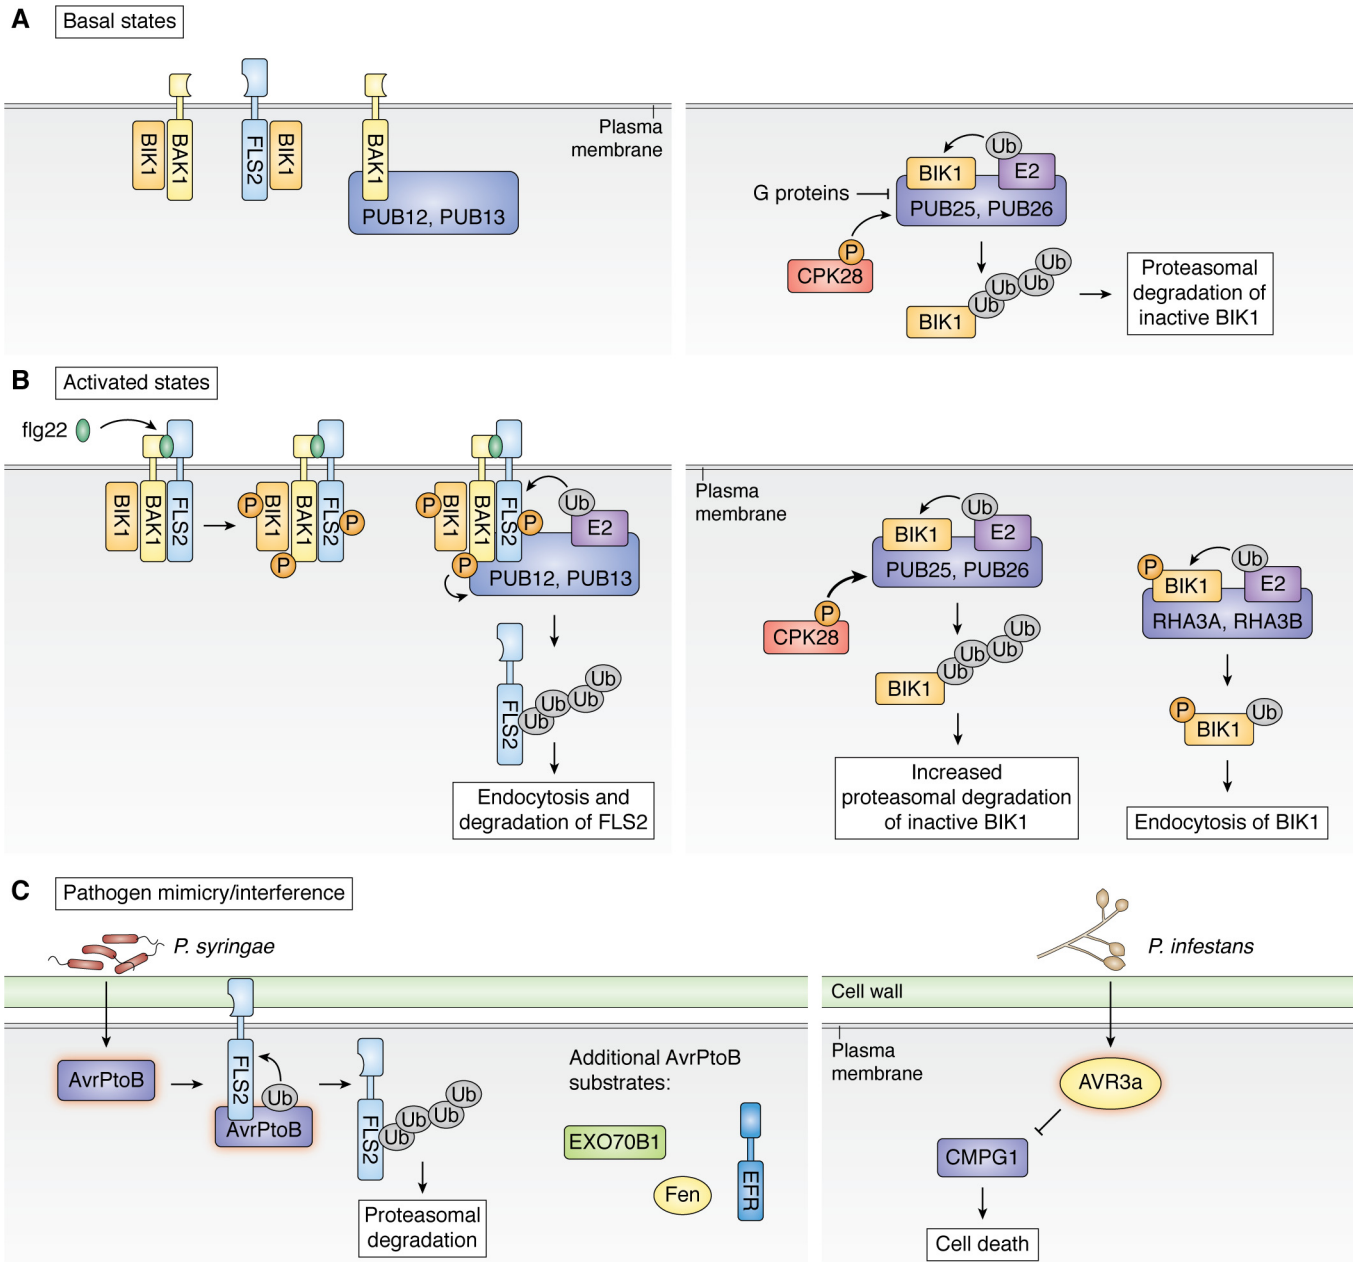 A
Basal states
BIK1
BAK1
FLS2
BIK1
BAK1
PUB12, PUB13
Plasma
membrane
G proteins
BIK1
Ub
E2
PUB25, PUB26
P
CPK28
BIK1
Ub
Ub
Ub
Ub
Proteasomal
degradation of
inactive BIK1
B
Activated states
flg22
BIK1
BAK1
FLS2
P
BIK1
BAK1
FLS2
P
P
P
BIK1
BAK1
FLS2
P
P
Ub
E2
PUB12, PUB13
FLS2
Ub
Ub
Ub
Ub
Endocytosis and
degradation of FLS2
Plasma
membrane
BIK1
Ub
E2
PUB25, PUB26
P
CPK28
BIK1
Ub
Ub
Ub
Ub
Increased
proteasomal degradation
of inactive BIK1
P
BIK1
Ub
E2
RHA3A, RHA3B
P
BIK1
Ub
Endocytosis of BIK1
C
Pathogen mimicry/interference
P. syringae
AvrPtoB
FLS2
Ub
AvrPtoB
FLS2
Ub
Ub
Ub
Ub
Proteasomal
degradation
Additional AvrPtoB
substrates:
EXO70B1
Fen
EFR
P. infestans
Cell wall
Plasma
membrane
AVR3a
CMPG1
Cell death